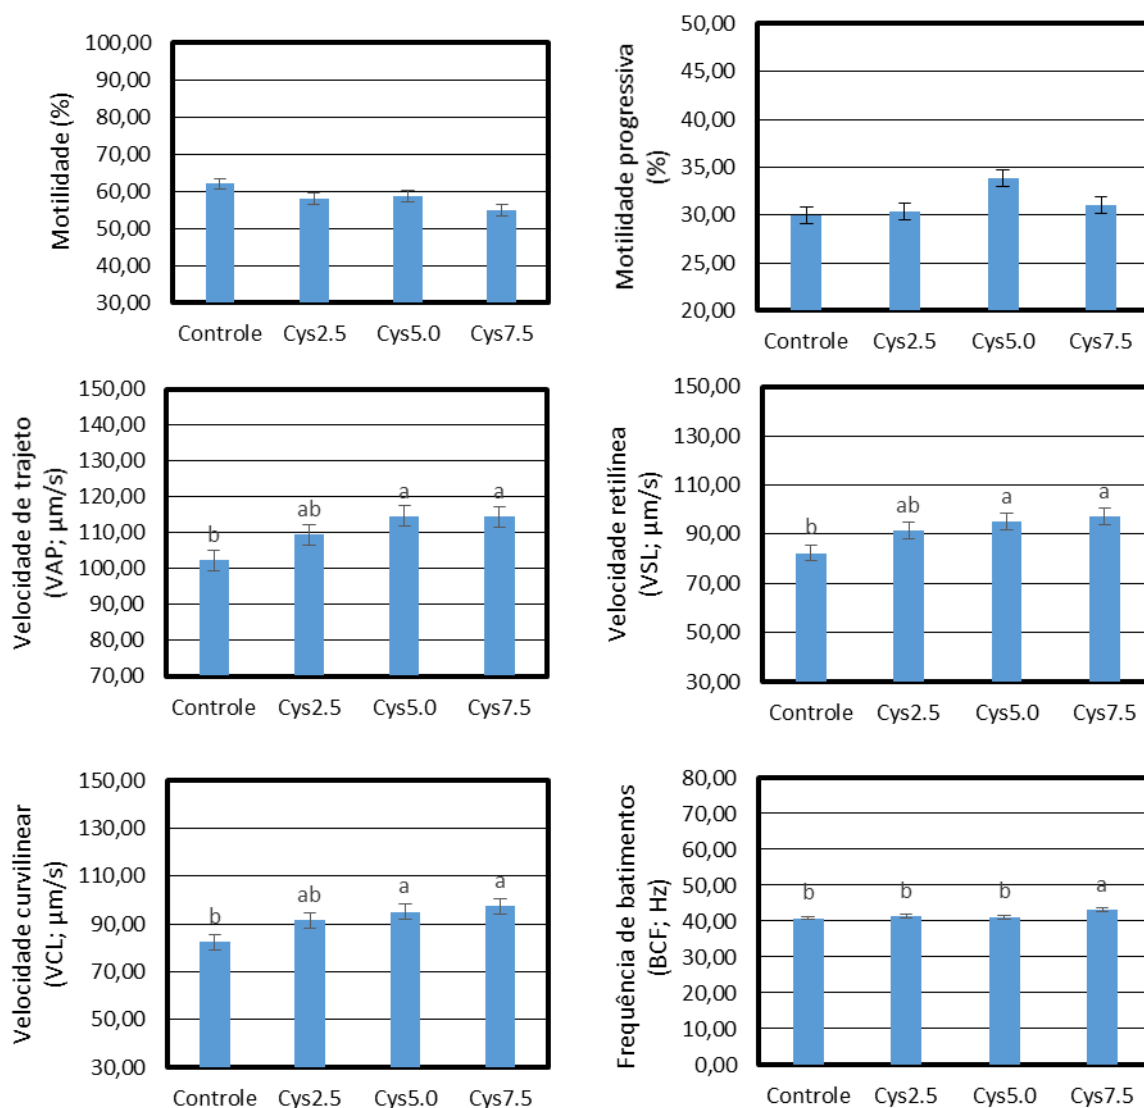 Motilidade (%)
100,00
90,00
80,00
70,00
60,00
50,00
40,00
30,00
Controle Cys2.5 Cys5.0 Cys7.5
Motilidade progressiva
(%)
50,00
45,00
40,00
35,00
30,00
25,00
20,00
Controle Cys2.5 Cys5.0 Cys7.5
Velocidade de trajeto
(VAP; µm/s)
150,00
140,00
130,00
120,00
110,00
100,00
90,00
80,00
70,00
b ab a a
Controle Cys2.5 Cys5.0 Cys7.5
Velocidade retilínea
(VSL; µm/s)
150,00
130,00
110,00
90,00
70,00
50,00
30,00
b ab a a
Controle Cys2.5 Cys5.0 Cys7.5
Velocidade curvilinear
(VCL; µm/s)
150,00
130,00
110,00
90,00
70,00
50,00
30,00
b ab a a
Controle Cys2.5 Cys5.0 Cys7.5
Frequência de batimentos
(BCF; Hz)
80,00
70,00
60,00
50,00
40,00
30,00
20,00
10,00
0,00
b b b a
Controle Cys2.5 Cys5.0 Cys7.5